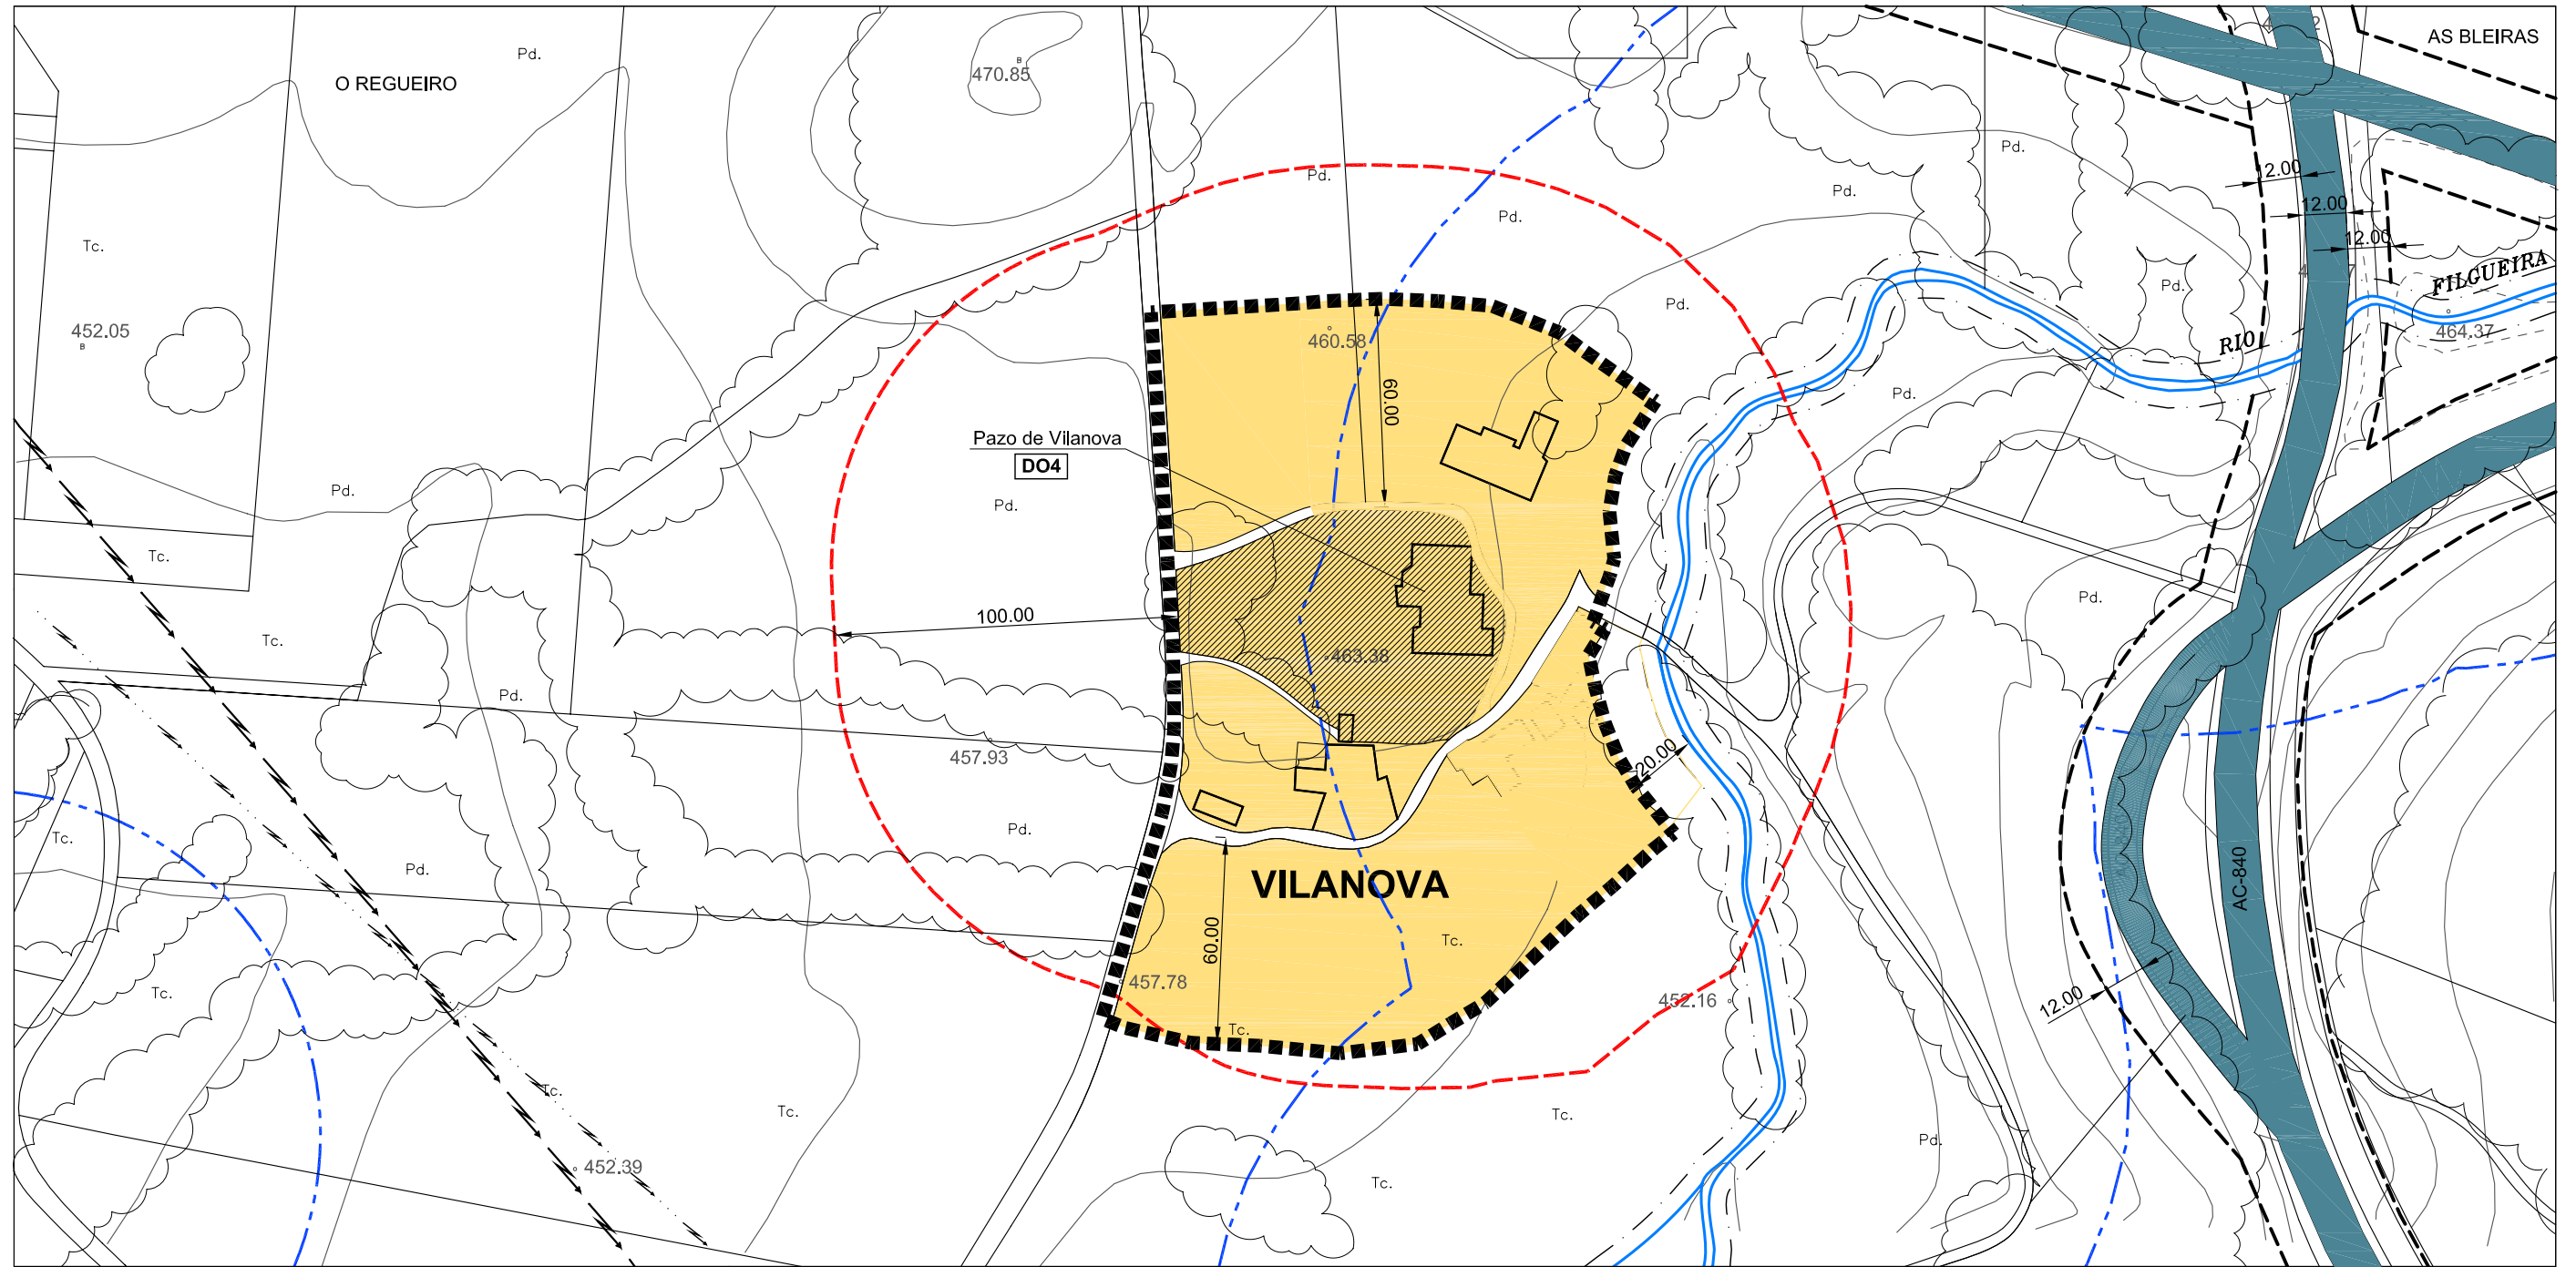 AS BLEIRAS
Pd.
470.85
O REGUEIRO
Pd.
12.00
Pd.
Pd.
12.00
Pd.
Tc.
12.00
FILGUEIRA
Pd.
Pd.
452.05
460.58
RIO
464.37
Pd.
60.00
Pazo de Vilanova
DO4
Pd.
Pd.
Tc.
Pd.
100.00
Tc.
463.38
Pd.
457.93
20.00
Pd.
Tc.
Pd.
VILANOVA
AC-840
60.00
Tc.
457.78
Tc.
452.16
12.00
Tc.
Tc.
Tc.
Tc.
Pd.
452.39
Tc.